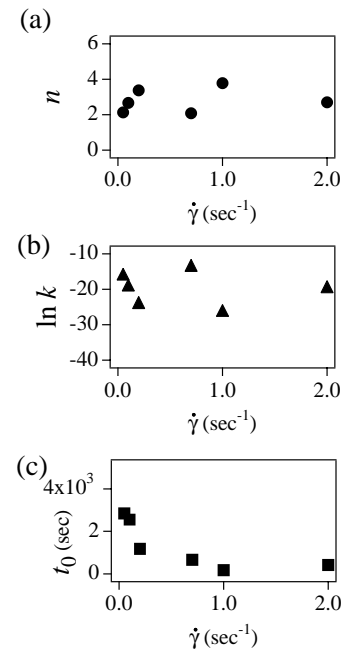 (a)
6
4
2
0
n
0.0 1.0 2.0
γ̇ (sec⁻¹)
(b)
-10
-20
-30
-40
ln k
0.0 1.0 2.0
γ̇ (sec⁻¹)
(c)
4x10³
2
0
t₀ (sec)
0.0 1.0 2.0
γ̇ (sec⁻¹)